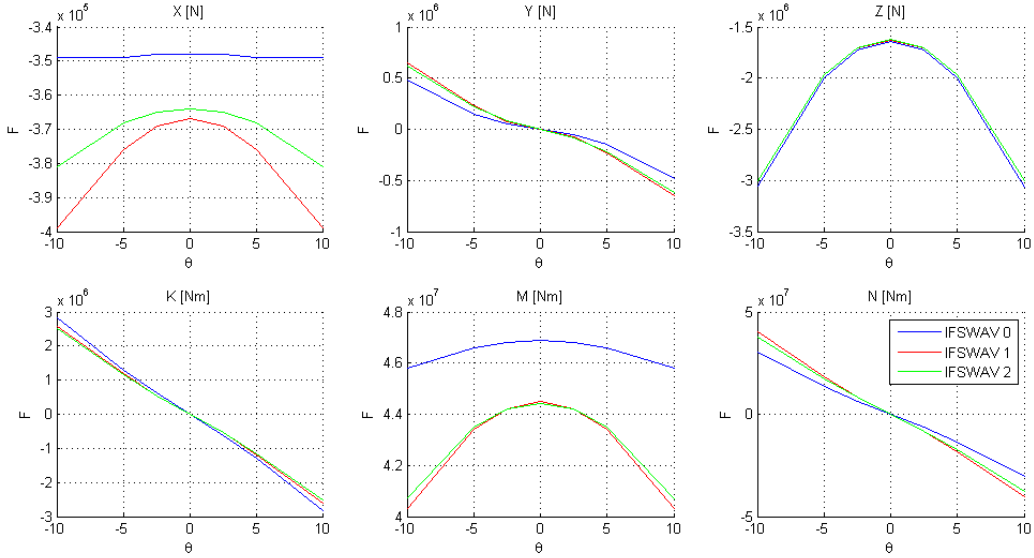 x 10^5 X [N]
-3.4
-3.5
-3.6
-3.7
-3.8
-3.9
-4
F
-10 -5 0 5 10
θ
x 10^6 Y [N]
1
0.5
0
-0.5
-1
F
-10 -5 0 5 10
θ
x 10^6 Z [N]
-1.5
-2
-2.5
-3
-3.5
F
-10 -5 0 5 10
θ
x 10^6 K [Nm]
3
2
1
0
-1
-2
-3
F
-10 -5 0 5 10
θ
x 10^7 M [Nm]
4.8
4.6
4.4
4.2
4
F
-10 -5 0 5 10
θ
x 10^7 N [Nm]
5
0
-5
F
-10 -5 0 5 10
θ
IFSWAV 0
IFSWAV 1
IFSWAV 2